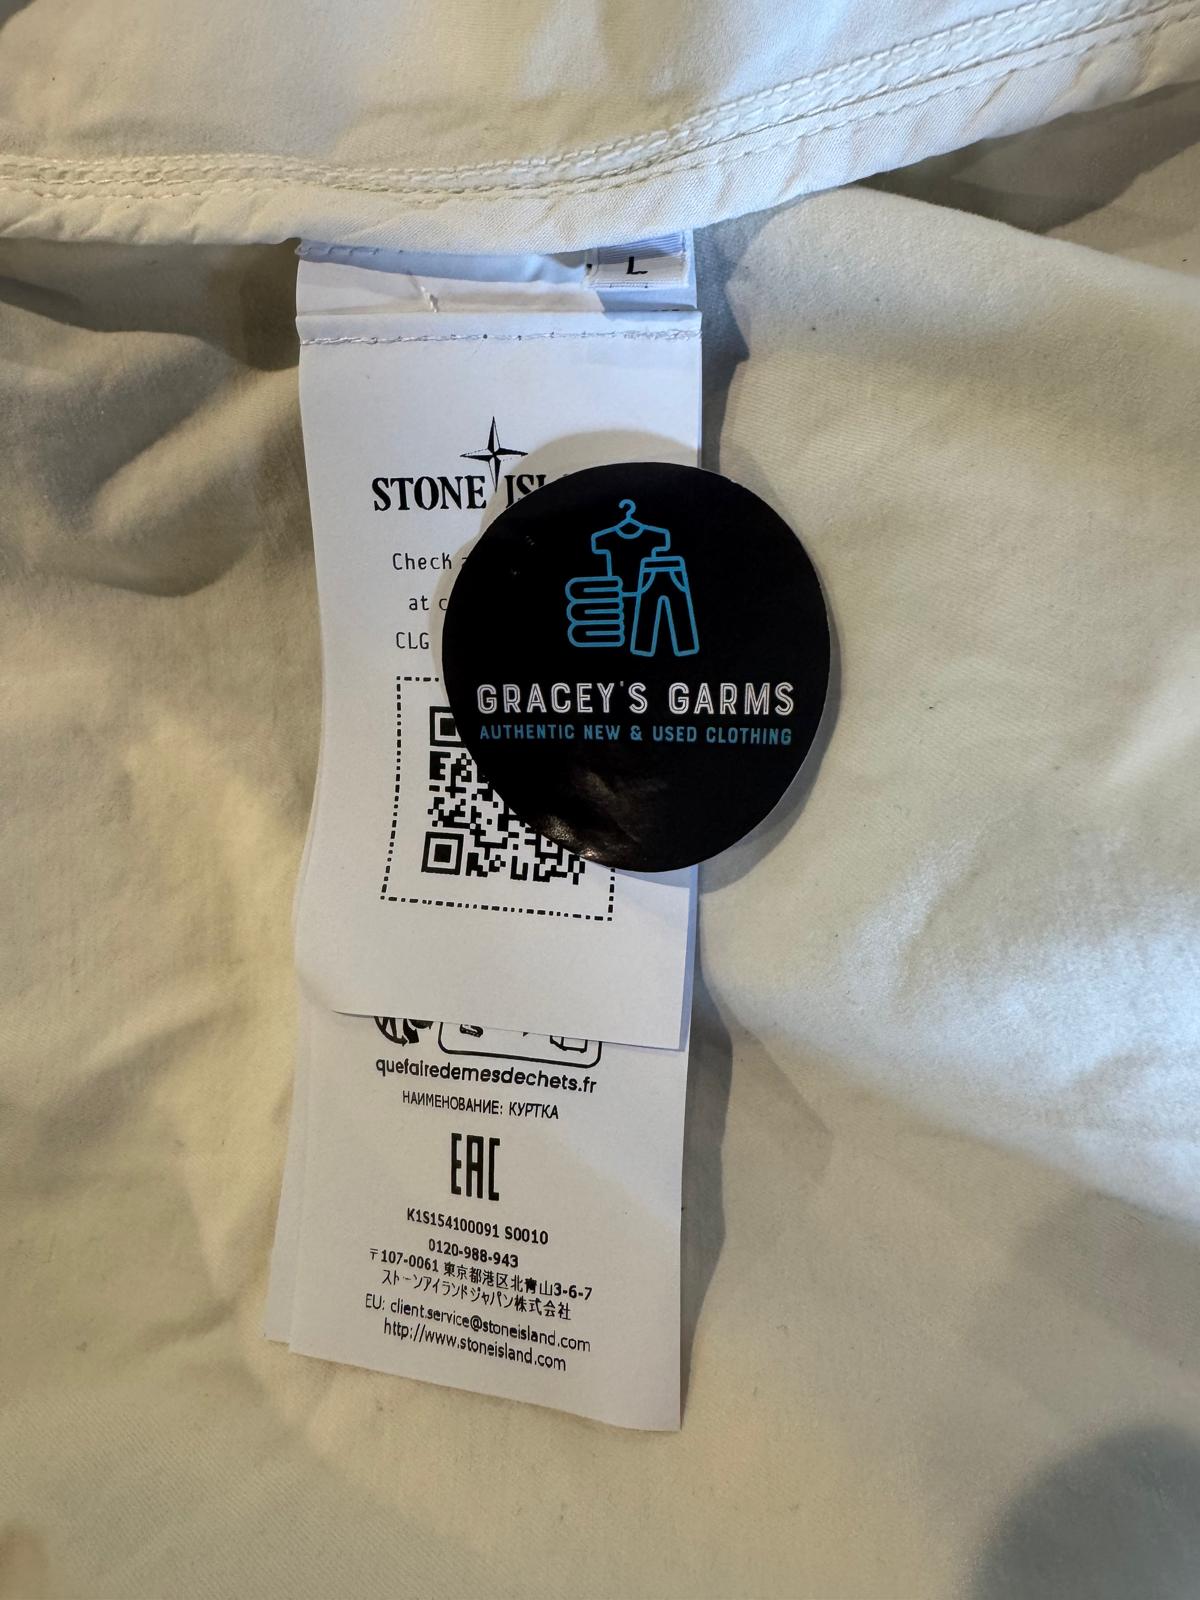 L
STONE
Check
at
CLG
GRACEY'S GARMS
AUTHENTIC NEW & USED CLOTHING
quefairedemesdechets.fr
НАИМЕНОВАНИЕ: КУРТКА
EAC
K1S154100091 S0010
0120-988-943
〒107-0061 東京都港区北青山3-6-7
ストーンアイランドジャパン株式会社
EU: client.service@stoneisland.com
http://www.stoneisland.com